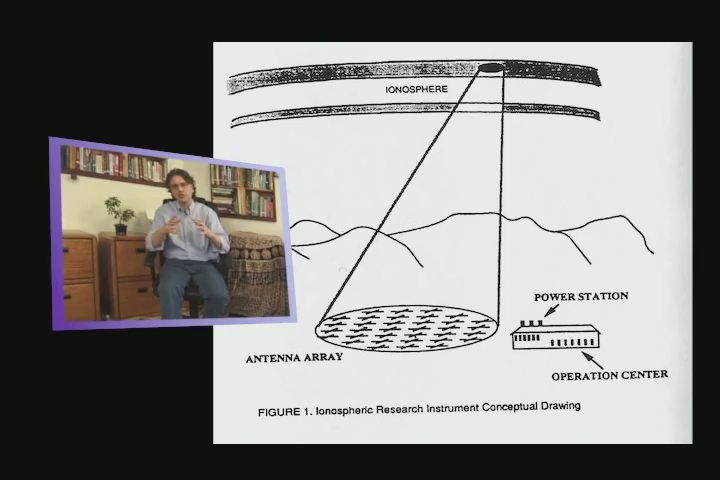 IONOSPHERE
POWER STATION
ANTENNA ARRAY
OPERATION CENTER
FIGURE 1. Ionospheric Research Instrument Conceptual Drawing